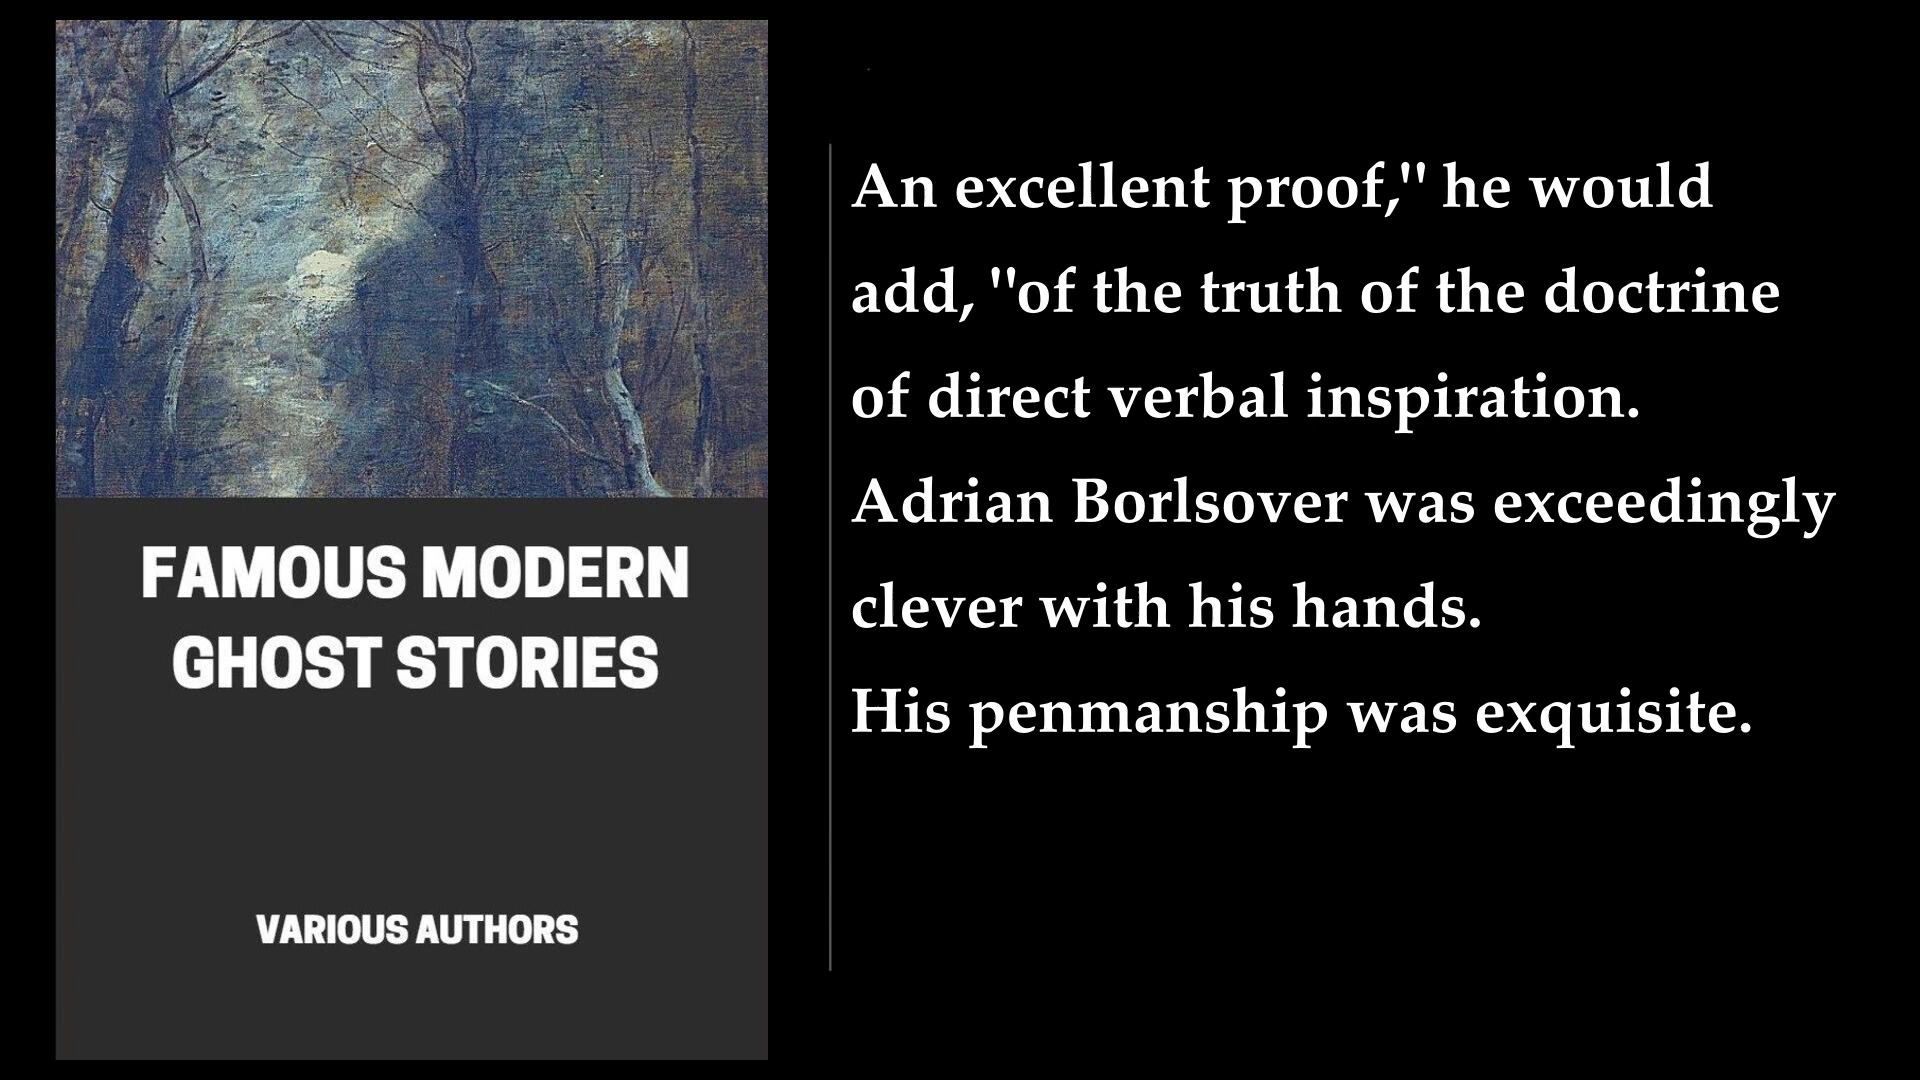 FAMOUS MODERN
GHOST STORIES
VARIOUS AUTHORS
An excellent proof," he would
add, "of the truth of the doctrine
of direct verbal inspiration.
Adrian Borlsover was exceedingly
clever with his hands.
His penmanship was exquisite.